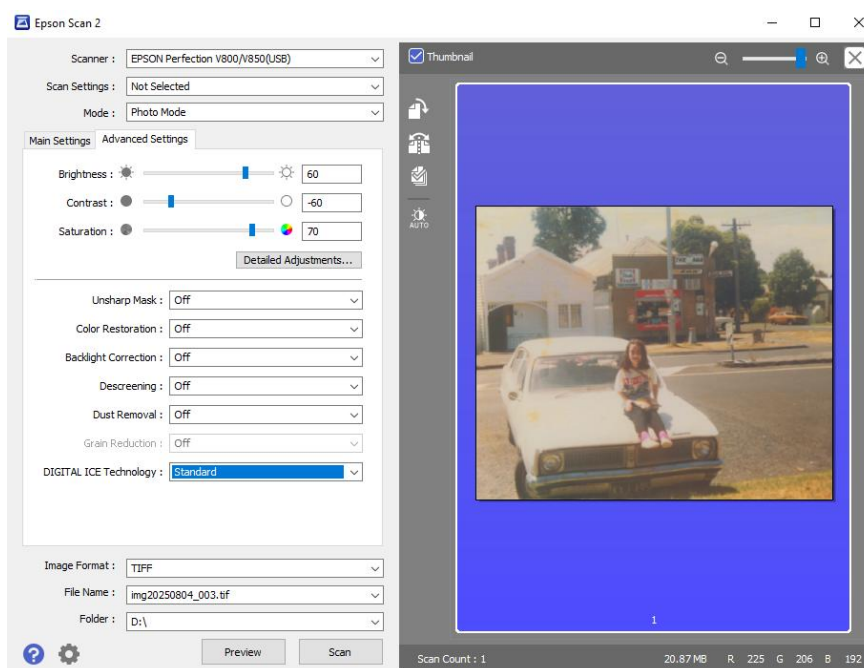 Epson Scan 2
Scanner : EPSON Perfection V800/V850(USB)
Scan Settings : Not Selected
Mode : Photo Mode
Main Settings Advanced Settings
Brightness : 60
Contrast : -60
Saturation : 70
Detailed Adjustments...
Unsharp Mask : Off
Color Restoration : Off
Backlight Correction : Off
Descreening : Off
Dust Removal : Off
Grain Reduction : Off
DIGITAL ICE Technology : Standard
Image Format : TIFF
File Name : img20250804_003.tif
Folder : D:\
Preview Scan
Thumbnail
AUTO
1
Scan Count : 1 20.87 MB R 225 G 206 B 192